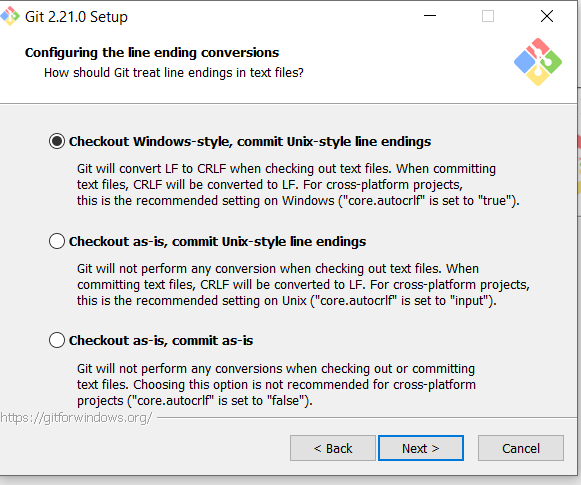 Git 2.21.0 Setup
Configuring the line ending conversions
How should Git treat line endings in text files?
Checkout Windows-style, commit Unix-style line endings
Git will convert LF to CRLF when checking out text files. When committing
text files, CRLF will be converted to LF. For cross-platform projects,
this is the recommended setting on Windows ("core.autocrlf" is set to "true").
Checkout as-is, commit Unix-style line endings
Git will not perform any conversion when checking out text files. When
committing text files, CRLF will be converted to LF. For cross-platform projects,
this is the recommended setting on Unix ("core.autocrlf" is set to "input").
Checkout as-is, commit as-is
Git will not perform any conversions when checking out or committing
text files. Choosing this option is not recommended for cross-platform
projects ("core.autocrlf" is set to "false").
https://gitforwindows.org/
< Back Next > Cancel